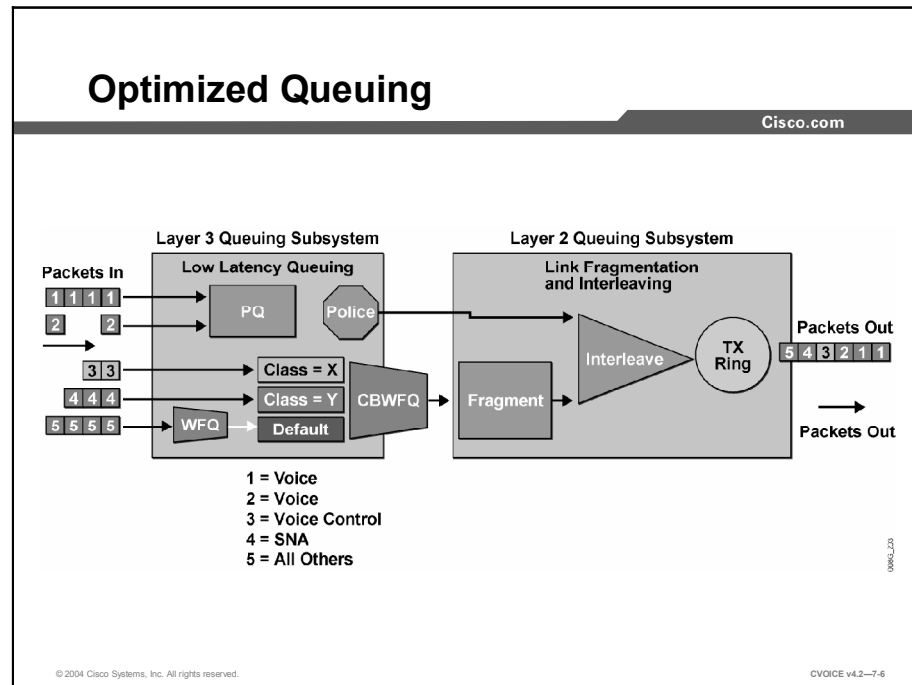 Optimized Queuing
Cisco.com
Layer 3 Queuing Subsystem
Layer 2 Queuing Subsystem
Packets In
Low Latency Queuing
Link Fragmentation
and Interleaving
1 1 1 1
PQ
Police
2 2
Packets Out
Interleave
TX
Ring
5 4 3 2 1 1
3 3
Class = X
4 4 4
Class = Y
CBWFQ
Fragment
5 5 5 5
WFQ
Default
Packets Out
1 = Voice
2 = Voice
3 = Voice Control
4 = SNA
5 = All Others
© 2004 Cisco Systems, Inc. All rights reserved.
CVOICE v4.2—7-6